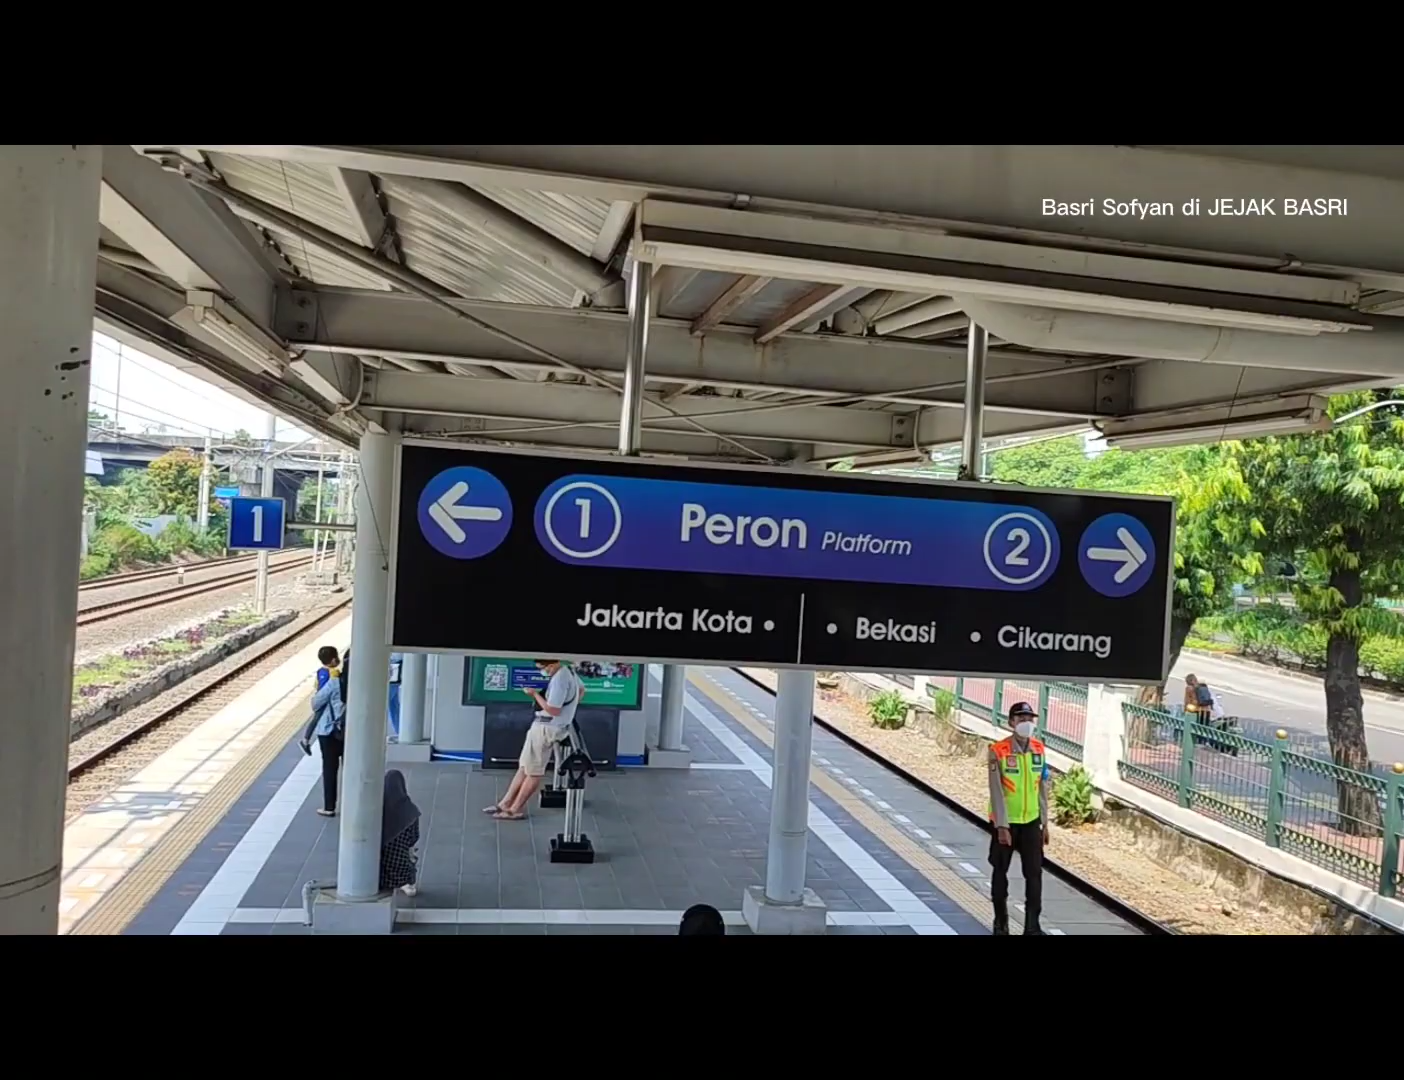 Basri Sofyan di JEJAK BASRI
1
1 Peron Platform 2
Jakarta Kota • • Bekasi • Cikarang